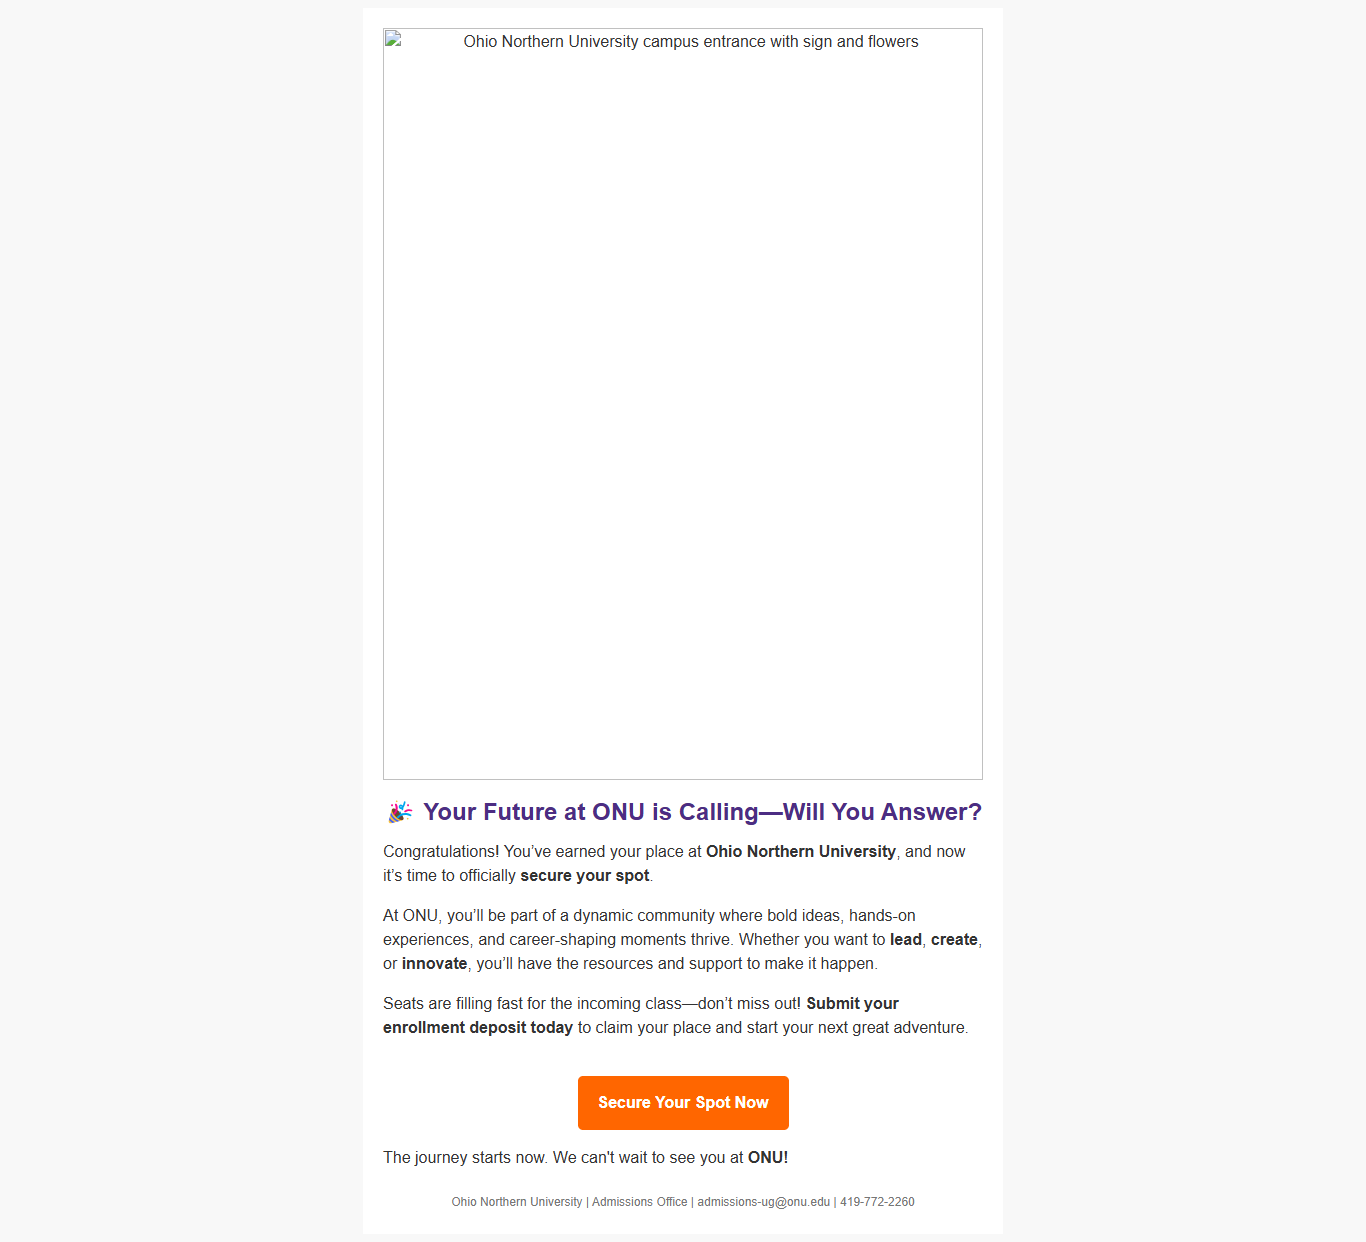 Ohio Northern University campus entrance with sign and flowers
🎉 Your Future at ONU is Calling—Will You Answer?
Congratulations! You’ve earned your place at Ohio Northern University, and now
it’s time to officially secure your spot.
At ONU, you’ll be part of a dynamic community where bold ideas, hands-on
experiences, and career-shaping moments thrive. Whether you want to lead, create,
or innovate, you’ll have the resources and support to make it happen.
Seats are filling fast for the incoming class—don’t miss out! Submit your
enrollment deposit today to claim your place and start your next great adventure.
Secure Your Spot Now
The journey starts now. We can't wait to see you at ONU!
Ohio Northern University | Admissions Office | admissions-ug@onu.edu | 419-772-2260